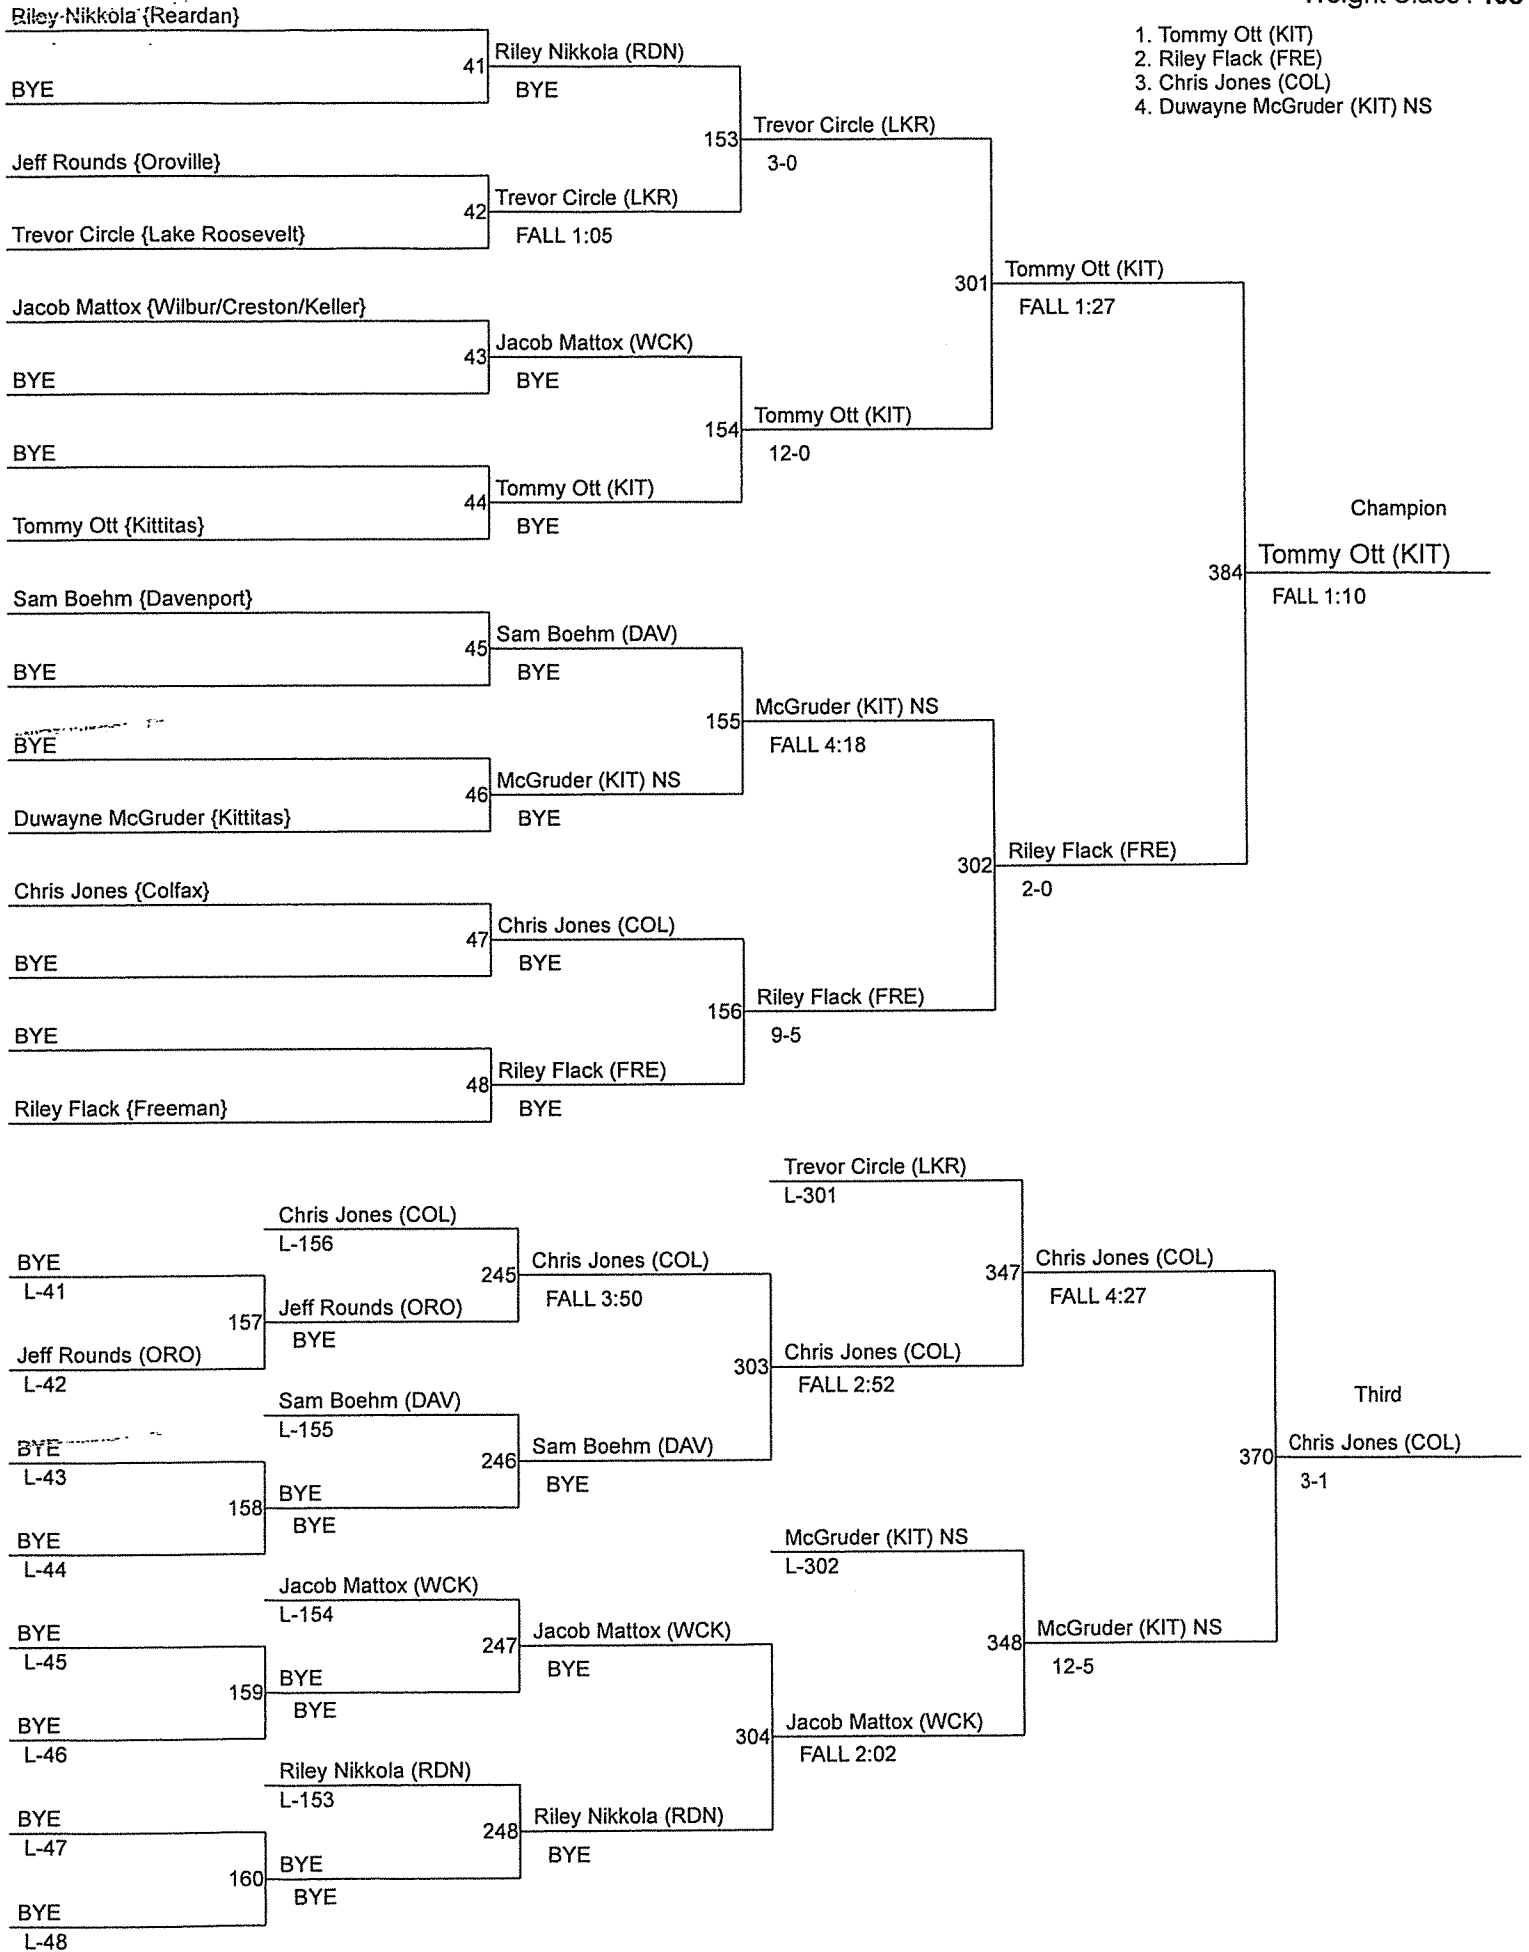 Riley Nikkola {Reardan}
1. Tommy Ott (KIT)
2. Riley Flack (FRE)
3. Chris Jones (COL)
4. Duwayne McGruder (KIT) NS
41 Riley Nikkola (RDN)
BYE
BYE
153 Trevor Circle (LKR)
3-0
Jeff Rounds {Oroville}
42 Trevor Circle (LKR)
FALL 1:05
Trevor Circle {Lake Roosevelt}
301 Tommy Ott (KIT)
FALL 1:27
Jacob Mattox {Wilbur/Creston/Keller}
43 Jacob Mattox (WCK)
BYE
BYE
154 Tommy Ott (KIT)
12-0
BYE
44 Tommy Ott (KIT)
BYE
Tommy Ott {Kittitas}
Champion
384 Tommy Ott (KIT)
FALL 1:10
Sam Boehm {Davenport}
45 Sam Boehm (DAV)
BYE
BYE
155 McGruder (KIT) NS
FALL 4:18
BYE
46 McGruder (KIT) NS
BYE
Duwayne McGruder {Kittitas}
302 Riley Flack (FRE)
2-0
Chris Jones {Colfax}
47 Chris Jones (COL)
BYE
BYE
156 Riley Flack (FRE)
9-5
BYE
48 Riley Flack (FRE)
BYE
Riley Flack {Freeman}
Trevor Circle (LKR)
L-301
Chris Jones (COL)
L-156
BYE
L-41
245 Chris Jones (COL)
FALL 3:50
347 Chris Jones (COL)
FALL 4:27
157 Jeff Rounds (ORO)
BYE
Jeff Rounds (ORO)
L-42
303 Chris Jones (COL)
FALL 2:52
Sam Boehm (DAV)
L-155
Third
BYE
L-43
246 Sam Boehm (DAV)
BYE
370 Chris Jones (COL)
3-1
158 BYE
BYE
BYE
L-44
McGruder (KIT) NS
L-302
Jacob Mattox (WCK)
L-154
BYE
L-45
247 Jacob Mattox (WCK)
BYE
348 McGruder (KIT) NS
12-5
159 BYE
BYE
BYE
L-46
304 Jacob Mattox (WCK)
FALL 2:02
Riley Nikkola (RDN)
L-153
BYE
L-47
248 Riley Nikkola (RDN)
BYE
160 BYE
BYE
BYE
L-48